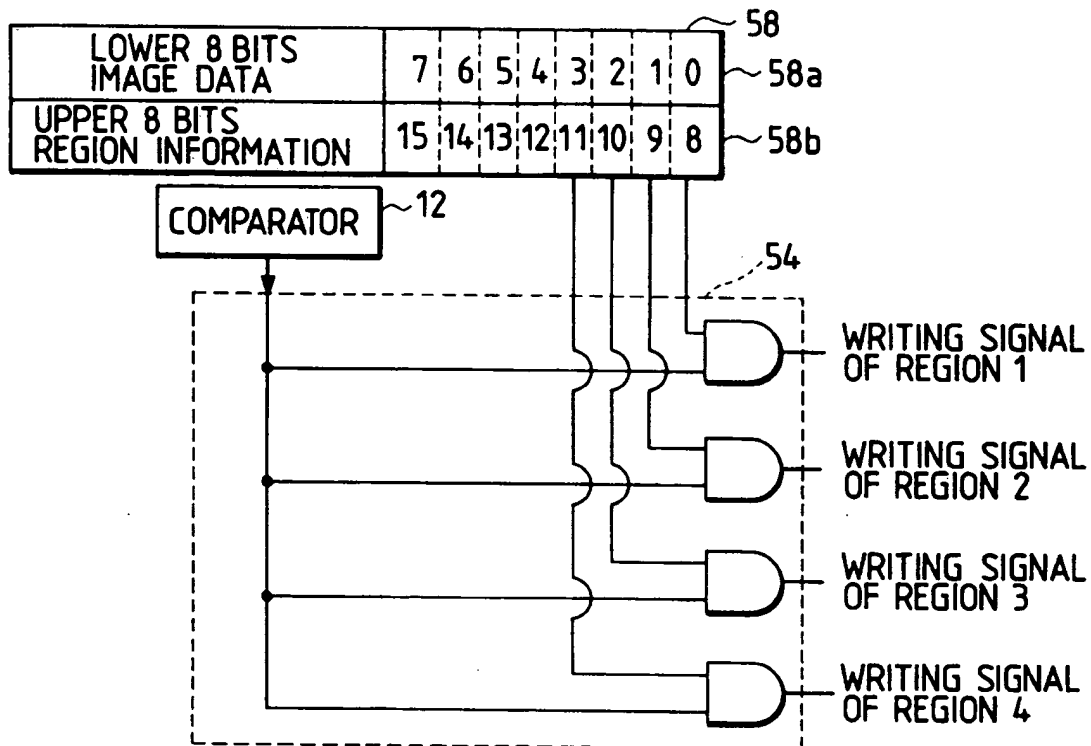 58
LOWER 8 BITS
IMAGE DATA
7 6 5 4 3 2 1 0
58a
UPPER 8 BITS
REGION INFORMATION
15 14 13 12 11 10 9 8
58b
COMPARATOR
12
54
WRITING SIGNAL
OF REGION 1
WRITING SIGNAL
OF REGION 2
WRITING SIGNAL
OF REGION 3
WRITING SIGNAL
OF REGION 4